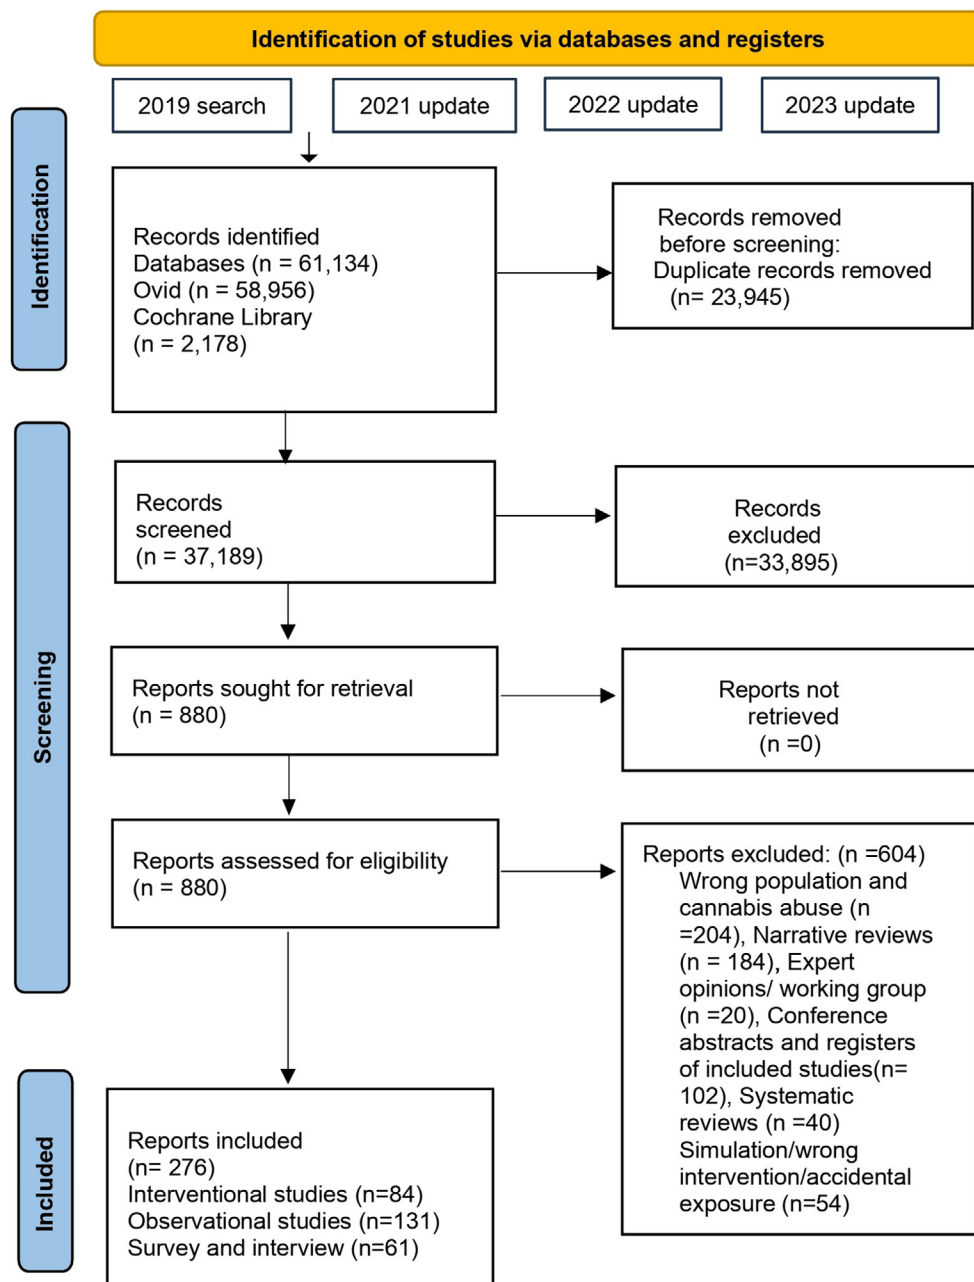 Identification of studies via databases and registers
2019 search
2021 update
2022 update
2023 update
Identification
Records identified
Databases (n = 61,134)
Ovid (n = 58,956)
Cochrane Library
(n = 2,178)
Records removed
before screening:
Duplicate records removed
(n= 23,945)
Screening
Records
screened
(n = 37,189)
Records
excluded
(n=33,895)
Reports sought for retrieval
(n = 880)
Reports not
retrieved
(n =0)
Reports assessed for eligibility
(n = 880)
Reports excluded: (n =604)
Wrong population and
cannabis abuse (n
=204), Narrative reviews
(n = 184), Expert
opinions/ working group
(n =20), Conference
abstracts and registers
of included studies(n=
102), Systematic
reviews (n =40)
Simulation/wrong
intervention/accidental
exposure (n=54)
Included
Reports included
(n= 276)
Interventional studies (n=84)
Observational studies (n=131)
Survey and interview (n=61)